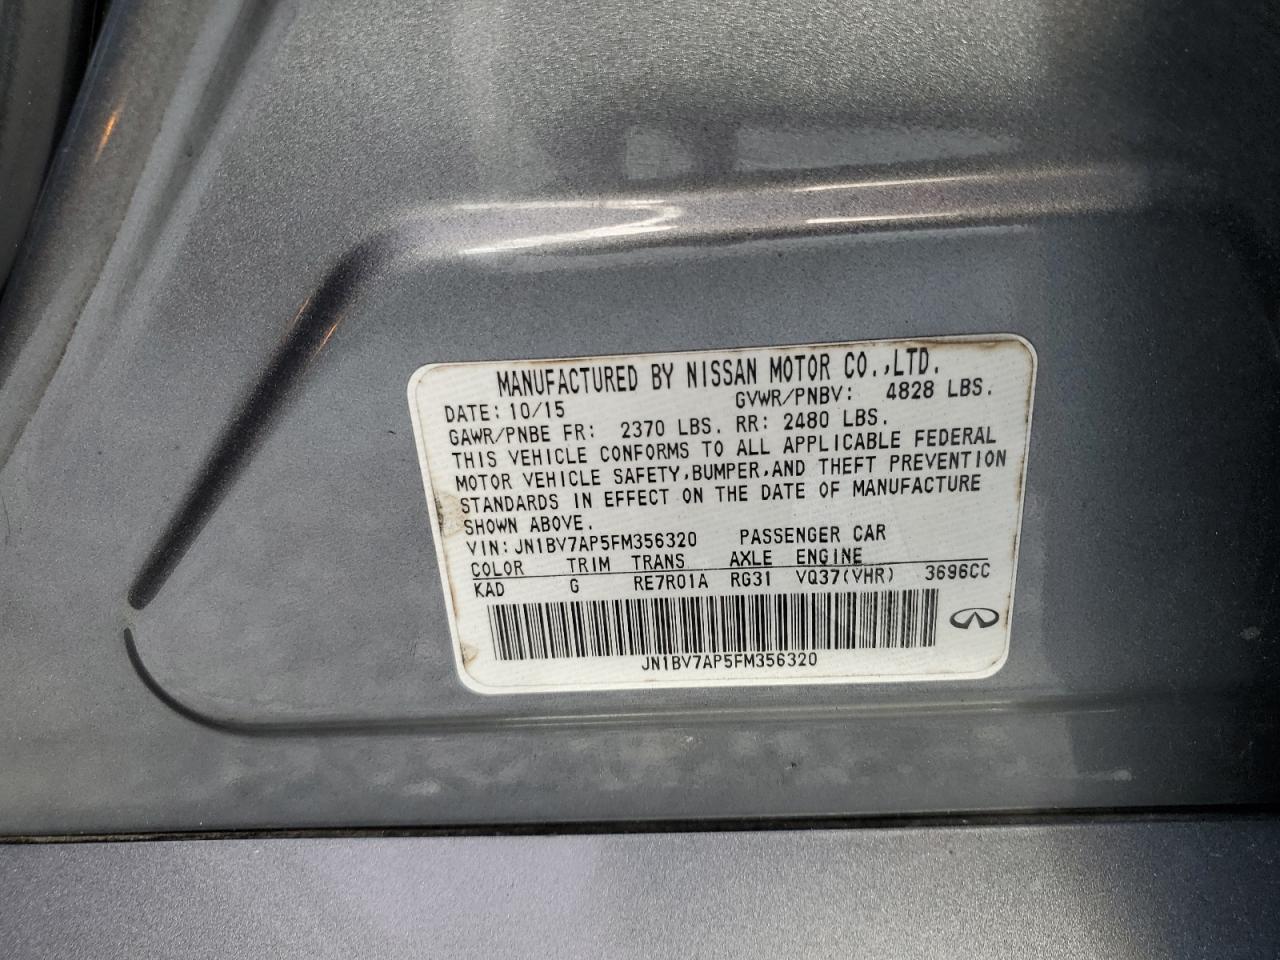 MANUFACTURED BY NISSAN MOTOR CO.,LTD.
DATE: 10/15 GVWR/PNBV: 4828 LBS.
GAWR/PNBE FR: 2370 LBS. RR: 2480 LBS.
THIS VEHICLE CONFORMS TO ALL APPLICABLE FEDERAL
MOTOR VEHICLE SAFETY,BUMPER,AND THEFT PREVENTION
STANDARDS IN EFFECT ON THE DATE OF MANUFACTURE
SHOWN ABOVE.
VIN: JN1BV7AP5FM356320 PASSENGER CAR
COLOR TRIM TRANS AXLE ENGINE
KAD G RE7R01A RG31 VQ37(VHR) 3696CC
JN1BV7AP5FM356320